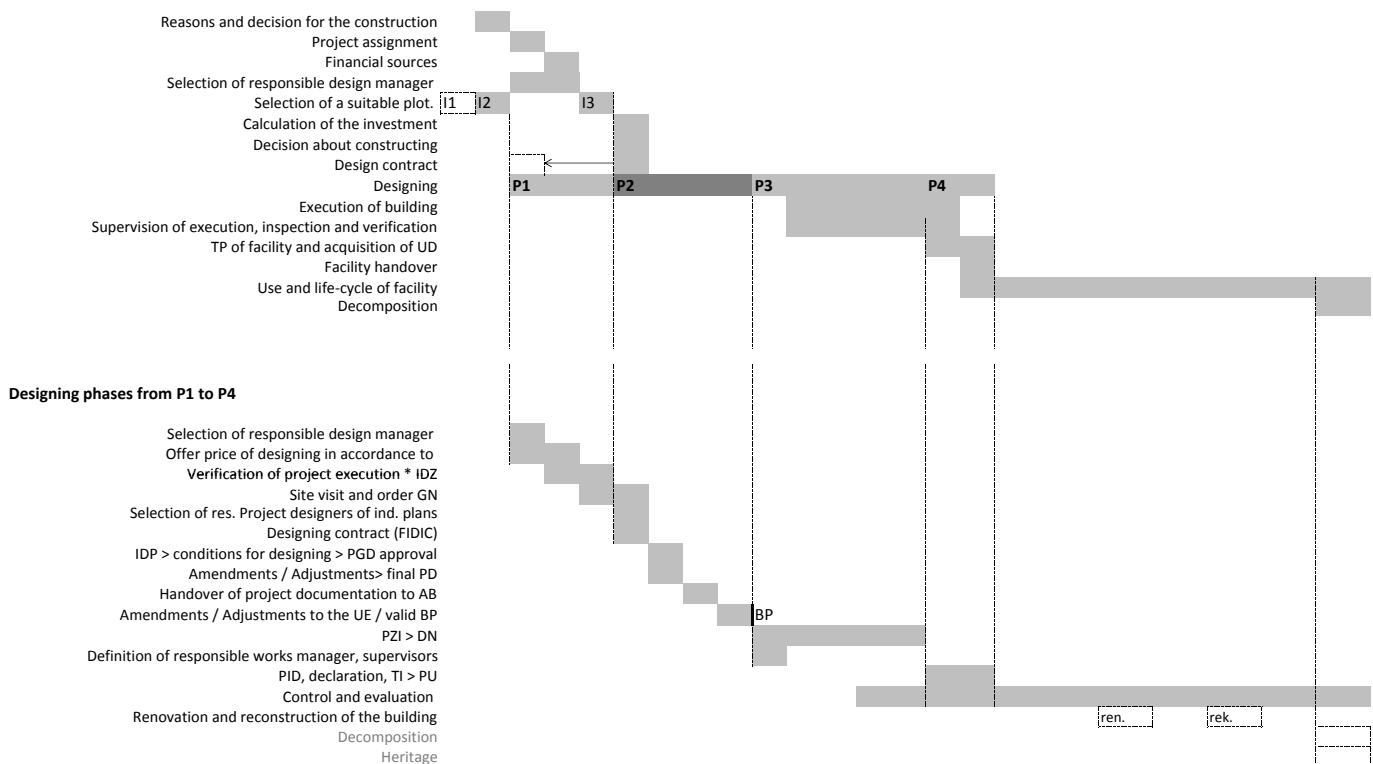 Reasons and decision for the construction
Project assignment
Financial sources
Selection of responsible design manager
Selection of a suitable plot. I1 I2 I3
Calculation of the investment
Decision about constructing
Design contract
Designing P1 P2 P3 P4
Execution of building
Supervision of execution, inspection and verification
TP of facility and acquisition of UD
Facility handover
Use and life-cycle of facility
Decomposition
Designing phases from P1 to P4
Selection of responsible design manager
Offer price of designing in accordance to
Verification of project execution * IDZ
Site visit and order GN
Selection of res. Project designers of ind. plans
Designing contract (FIDIC)
IDP > conditions for designing > PGD approval
Amendments / Adjustments> final PD
Handover of project documentation to AB
Amendments / Adjustments to the UE / valid BP BP
PZI > DN
Definition of responsible works manager, supervisors
PID, declaration, TI > PU
Control and evaluation
Renovation and reconstruction of the building ren. rek.
Decomposition
Heritage